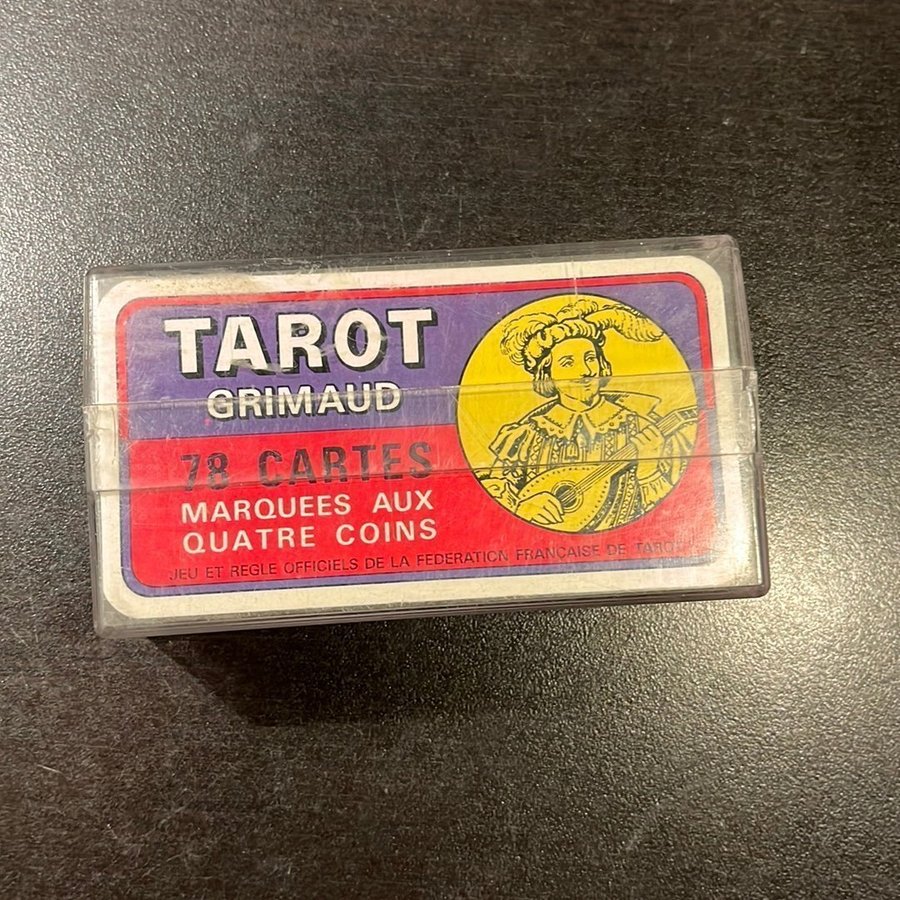 TAROT
GRIMAUD
78 CARTES
MARQUEES AUX
QUATRE COINS
JEU ET REGLE OFFICIELS DE LA FEDERATION FRANÇAISE DE TAROT